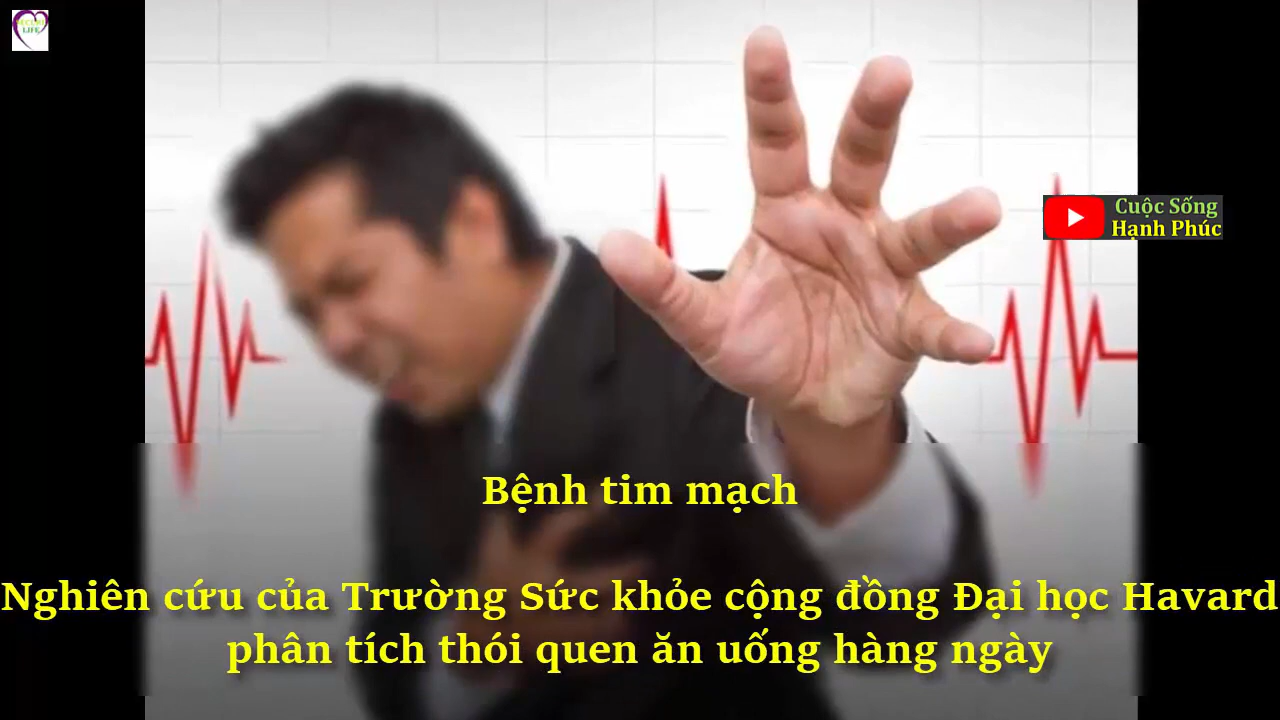 LIFE
Cuộc Sống
Hạnh Phúc
Bệnh tim mạch
Nghiên cứu của Trường Sức khỏe cộng đồng Đại học Havard
phân tích thói quen ăn uống hàng ngày